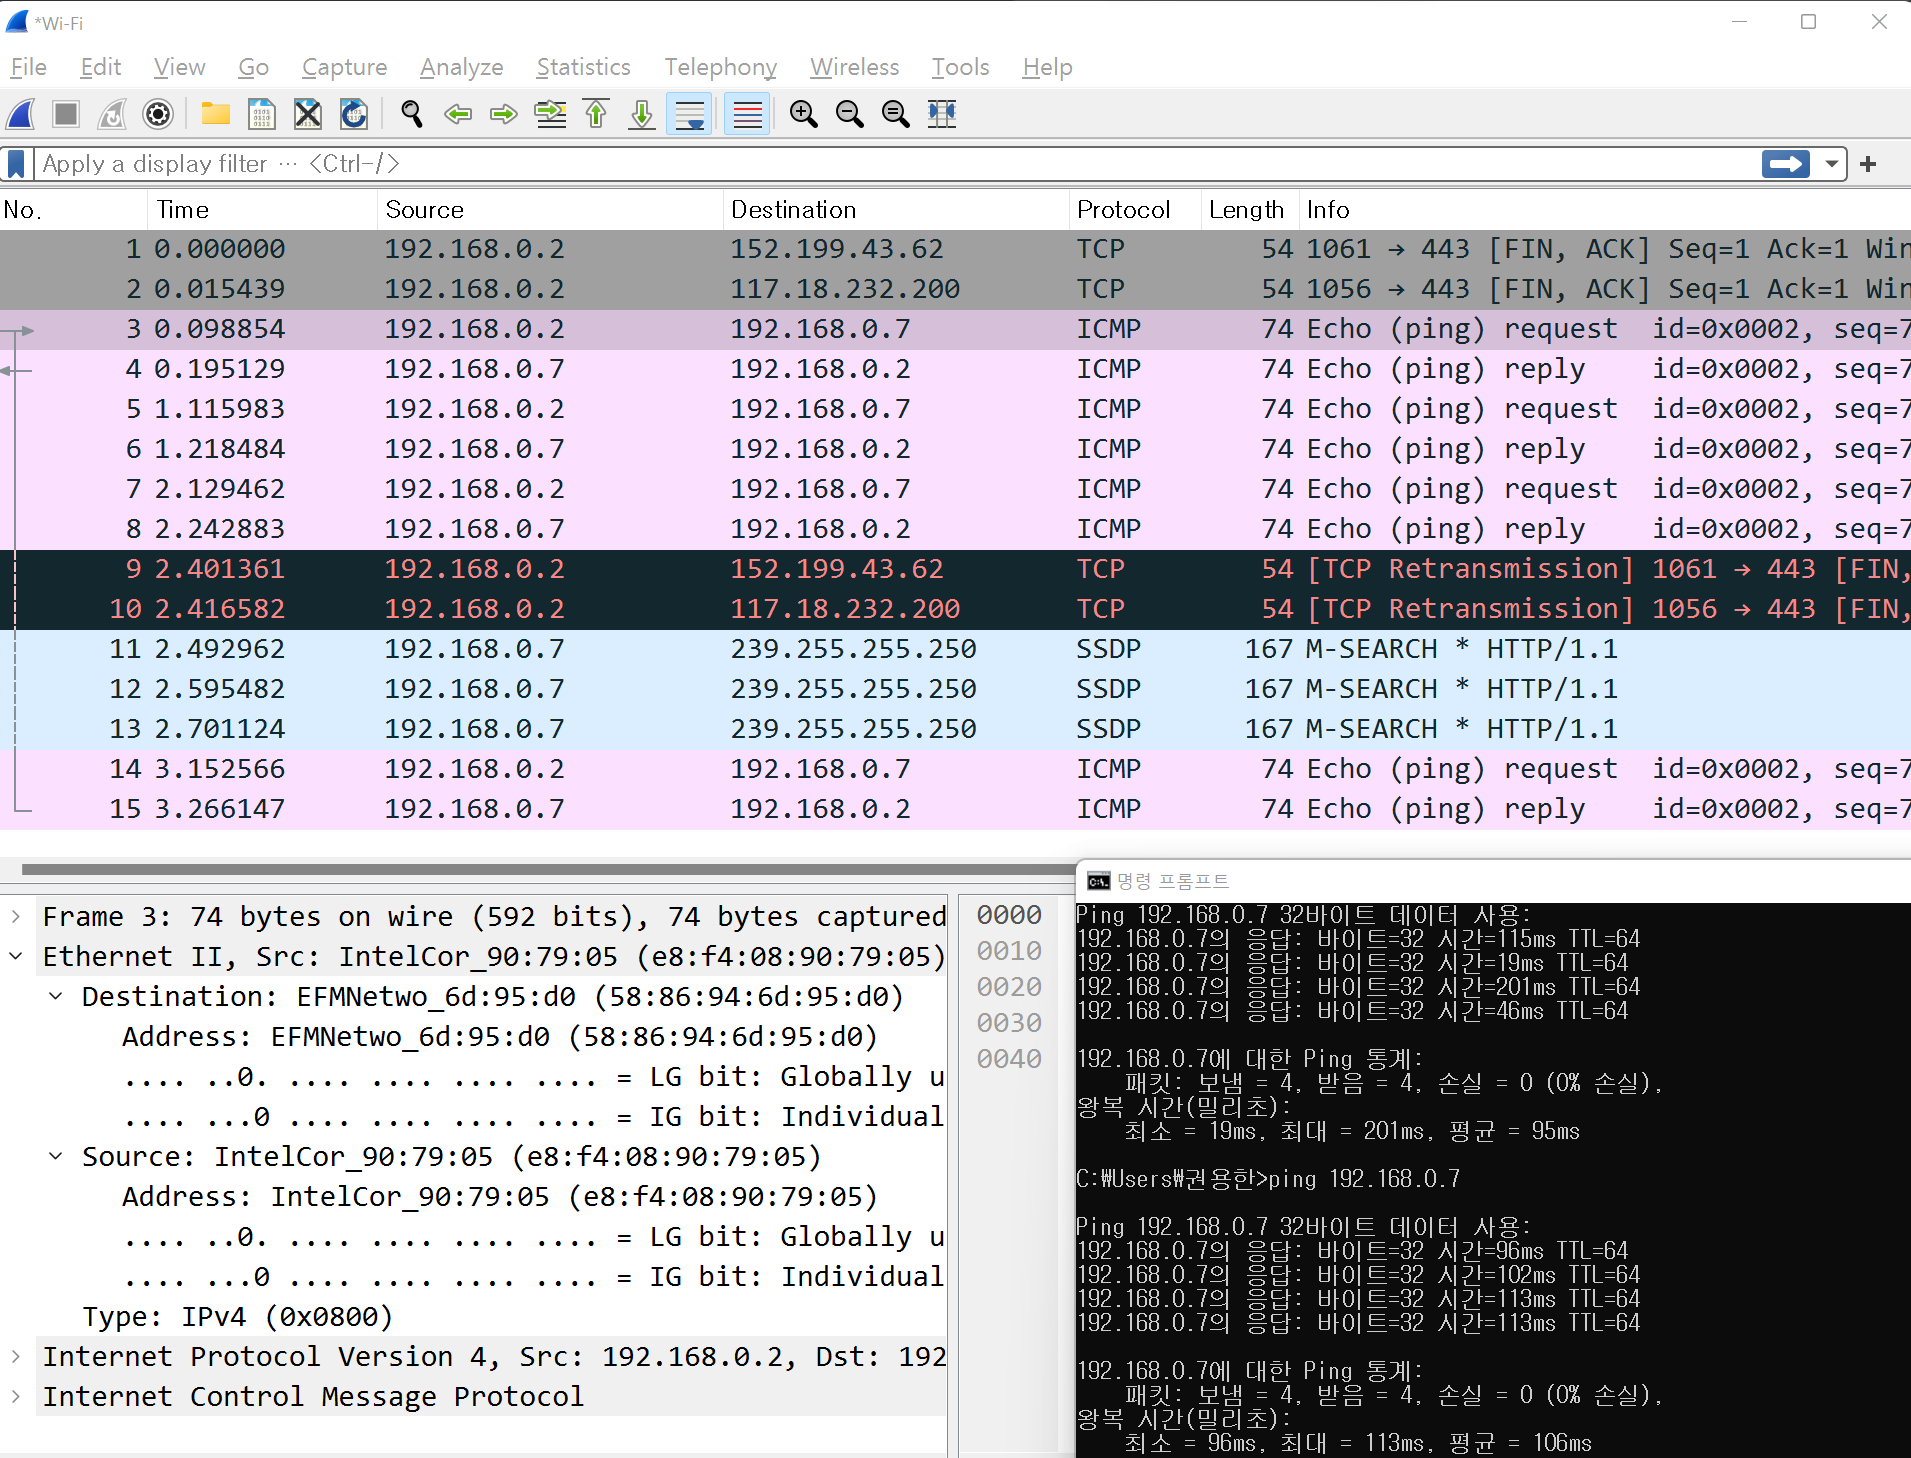 *Wi-Fi
File Edit View Go Capture Analyze Statistics Telephony Wireless Tools Help
Apply a display filter ... <Ctrl-/>
No. Time Source Destination Protocol Length Info
1 0.000000 192.168.0.2 152.199.43.62 TCP 54 1061 → 443 [FIN, ACK] Seq=1 Ack=1 Win
2 0.015439 192.168.0.2 117.18.232.200 TCP 54 1056 → 443 [FIN, ACK] Seq=1 Ack=1 Win
3 0.098854 192.168.0.2 192.168.0.7 ICMP 74 Echo (ping) request id=0x0002, seq=7
4 0.195129 192.168.0.7 192.168.0.2 ICMP 74 Echo (ping) reply id=0x0002, seq=7
5 1.115983 192.168.0.2 192.168.0.7 ICMP 74 Echo (ping) request id=0x0002, seq=7
6 1.218484 192.168.0.7 192.168.0.2 ICMP 74 Echo (ping) reply id=0x0002, seq=7
7 2.129462 192.168.0.2 192.168.0.7 ICMP 74 Echo (ping) request id=0x0002, seq=7
8 2.242883 192.168.0.7 192.168.0.2 ICMP 74 Echo (ping) reply id=0x0002, seq=7
9 2.401361 192.168.0.2 152.199.43.62 TCP 54 [TCP Retransmission] 1061 → 443 [FIN,
10 2.416582 192.168.0.2 117.18.232.200 TCP 54 [TCP Retransmission] 1056 → 443 [FIN,
11 2.492962 192.168.0.7 239.255.255.250 SSDP 167 M-SEARCH * HTTP/1.1
12 2.595482 192.168.0.7 239.255.255.250 SSDP 167 M-SEARCH * HTTP/1.1
13 2.701124 192.168.0.7 239.255.255.250 SSDP 167 M-SEARCH * HTTP/1.1
14 3.152566 192.168.0.2 192.168.0.7 ICMP 74 Echo (ping) request id=0x0002, seq=7
15 3.266147 192.168.0.7 192.168.0.2 ICMP 74 Echo (ping) reply id=0x0002, seq=7
Frame 3: 74 bytes on wire (592 bits), 74 bytes captured
Ethernet II, Src: IntelCor_90:79:05 (e8:f4:08:90:79:05)
Destination: EFMNetwo_6d:95:d0 (58:86:94:6d:95:d0)
Address: EFMNetwo_6d:95:d0 (58:86:94:6d:95:d0)
.... ..0. .... .... .... .... = LG bit: Globally u
.... ...0 .... .... .... .... = IG bit: Individual
Source: IntelCor_90:79:05 (e8:f4:08:90:79:05)
Address: IntelCor_90:79:05 (e8:f4:08:90:79:05)
.... ..0. .... .... .... .... = LG bit: Globally u
.... ...0 .... .... .... .... = IG bit: Individual
Type: IPv4 (0x0800)
Internet Protocol Version 4, Src: 192.168.0.2, Dst: 192
Internet Control Message Protocol
0000
0010
0020
0030
0040
명령 프롬프트
Ping 192.168.0.7 32바이트 데이터 사용:
192.168.0.7의 응답: 바이트=32 시간=115ms TTL=64
192.168.0.7의 응답: 바이트=32 시간=19ms TTL=64
192.168.0.7의 응답: 바이트=32 시간=201ms TTL=64
192.168.0.7의 응답: 바이트=32 시간=46ms TTL=64
192.168.0.7에 대한 Ping 통계:
패킷: 보냄 = 4, 받음 = 4, 손실 = 0 (0% 손실),
왕복 시간(밀리초):
최소 = 19ms, 최대 = 201ms, 평균 = 95ms
C:₩Users₩권용한>ping 192.168.0.7
Ping 192.168.0.7 32바이트 데이터 사용:
192.168.0.7의 응답: 바이트=32 시간=96ms TTL=64
192.168.0.7의 응답: 바이트=32 시간=102ms TTL=64
192.168.0.7의 응답: 바이트=32 시간=113ms TTL=64
192.168.0.7의 응답: 바이트=32 시간=113ms TTL=64
192.168.0.7에 대한 Ping 통계:
패킷: 보냄 = 4, 받음 = 4, 손실 = 0 (0% 손실),
왕복 시간(밀리초):
최소 = 96ms, 최대 = 113ms, 평균 = 106ms